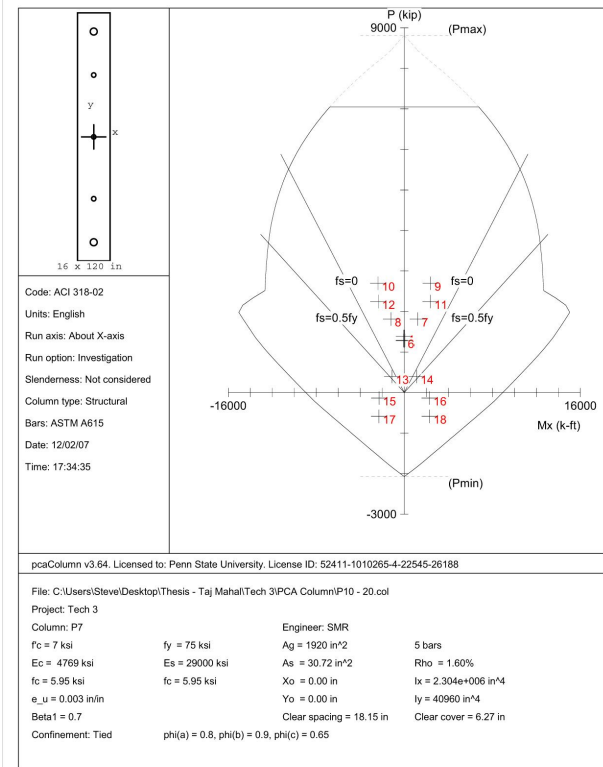 P (kip)
9000
(Pmax)
y
x
16 x 120 in
Code: ACI 318-02
Units: English
Run axis: About X-axis
Run option: Investigation
Slenderness: Not considered
Column type: Structural
Bars: ASTM A615
Date: 12/02/07
Time: 17:34:35
fs=0
fs=0
10
9
12
11
fs=0.5fy
fs=0.5fy
8
7
6
13
14
15
16
17
18
-16000
16000
Mx (k-ft)
(Pmin)
-3000
pcaColumn v3.64. Licensed to: Penn State University. License ID: 52411-1010265-4-22545-26188
File: C:\Users\Steve\Desktop\Thesis - Taj Mahal\Tech 3\PCA Column\P10 - 20.col
Project: Tech 3
Column: P7 Engineer: SMR
f'c = 7 ksi fy = 75 ksi Ag = 1920 in^2 5 bars
Ec = 4769 ksi Es = 29000 ksi As = 30.72 in^2 Rho = 1.60%
fc = 5.95 ksi fc = 5.95 ksi Xo = 0.00 in Ix = 2.304e+006 in^4
e_u = 0.003 in/in Yo = 0.00 in Iy = 40960 in^4
Beta1 = 0.7 Clear spacing = 18.15 in Clear cover = 6.27 in
Confinement: Tied phi(a) = 0.8, phi(b) = 0.9, phi(c) = 0.65